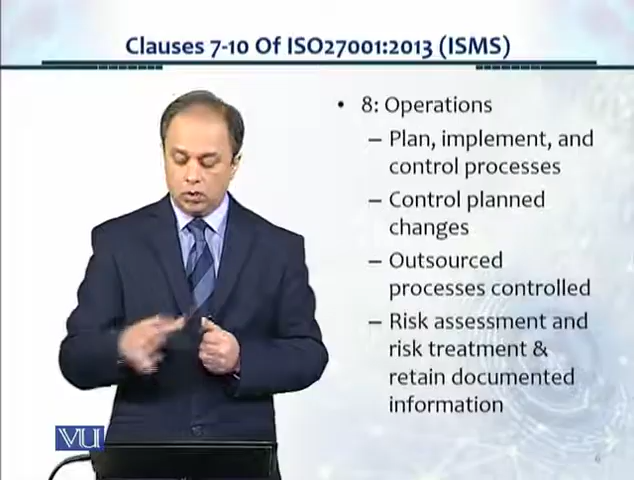 Clauses 7-10 Of ISO27001:2013 (ISMS)
• 8: Operations
– Plan, implement, and
control processes
– Control planned
changes
– Outsourced
processes controlled
– Risk assessment and
risk treatment &
retain documented
information
VU
6